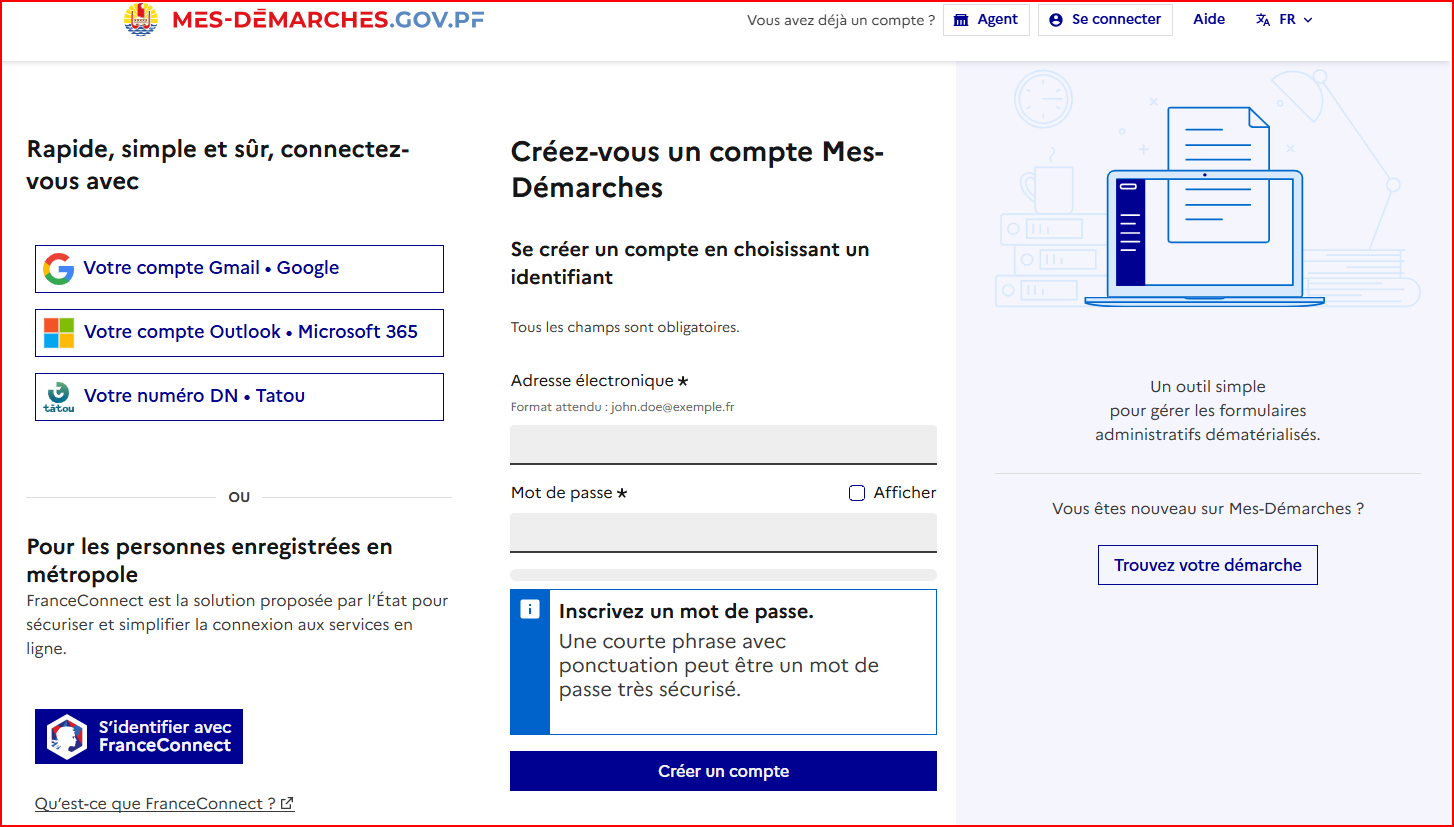 MES-DÉMARCHES.GOV.PF
Vous avez déjà un compte ?
Agent
Se connecter
Aide
FR
Rapide, simple et sûr, connectez-
vous avec
Votre compte Gmail • Google
Votre compte Outlook • Microsoft 365
tātou
Votre numéro DN • Tatou
OU
Pour les personnes enregistrées en
métropole
FranceConnect est la solution proposée par l’État pour
sécuriser et simplifier la connexion aux services en
ligne.
S’identifier avec
FranceConnect
Qu’est-ce que FranceConnect ?
Créez-vous un compte Mes-
Démarches
Se créer un compte en choisissant un
identifiant
Tous les champs sont obligatoires.
Adresse électronique *
Format attendu : john.doe@exemple.fr
Mot de passe *
Afficher
Inscrivez un mot de passe.
Une courte phrase avec
ponctuation peut être un mot de
passe très sécurisé.
Créer un compte
Un outil simple
pour gérer les formulaires
administratifs dématérialisés.
Vous êtes nouveau sur Mes-Démarches ?
Trouvez votre démarche